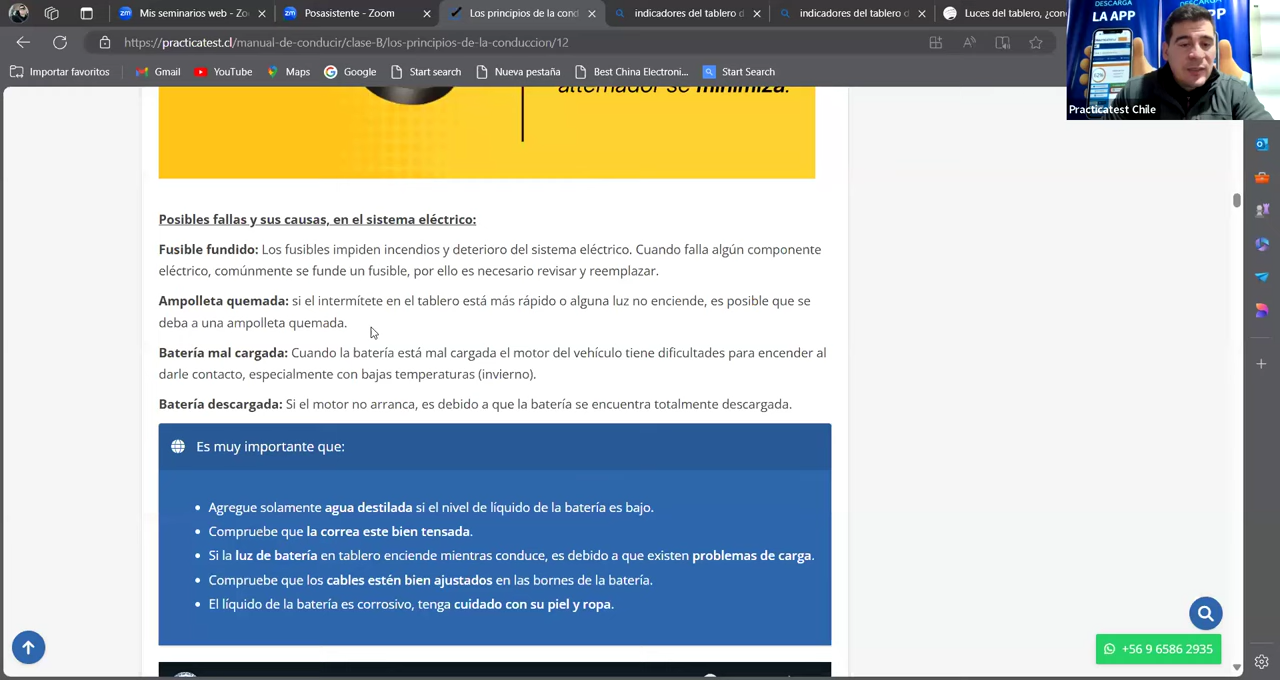 Mis seminarios web - Zo
Posasistente - Zoom
Los principios de la cond
indicadores del tablero d
indicadores del tablero d
Luces del tablero, ¿con
https://practicatest.cl/manual-de-conducir/clase-B/los-principios-de-la-conduccion/12
Importar favoritos
Gmail
YouTube
Maps
Google
Start search
Nueva pestaña
Best China Electroni...
Start Search
DESCARGA
LA APP
Practicatest Chile
alternador se minimiza.
Posibles fallas y sus causas, en el sistema eléctrico:
Fusible fundido: Los fusibles impiden incendios y deterioro del sistema eléctrico. Cuando falla algún componente
eléctrico, comúnmente se funde un fusible, por ello es necesario revisar y reemplazar.
Ampolleta quemada: si el intermítete en el tablero está más rápido o alguna luz no enciende, es posible que se
deba a una ampolleta quemada.
Batería mal cargada: Cuando la batería está mal cargada el motor del vehículo tiene dificultades para encender al
darle contacto, especialmente con bajas temperaturas (invierno).
Batería descargada: Si el motor no arranca, es debido a que la batería se encuentra totalmente descargada.
Es muy importante que:
Agregue solamente agua destilada si el nivel de líquido de la batería es bajo.
Compruebe que la correa este bien tensada.
Si la luz de batería en tablero enciende mientras conduce, es debido a que existen problemas de carga.
Compruebe que los cables estén bien ajustados en las bornes de la batería.
El líquido de la batería es corrosivo, tenga cuidado con su piel y ropa.
+56 9 6586 2935